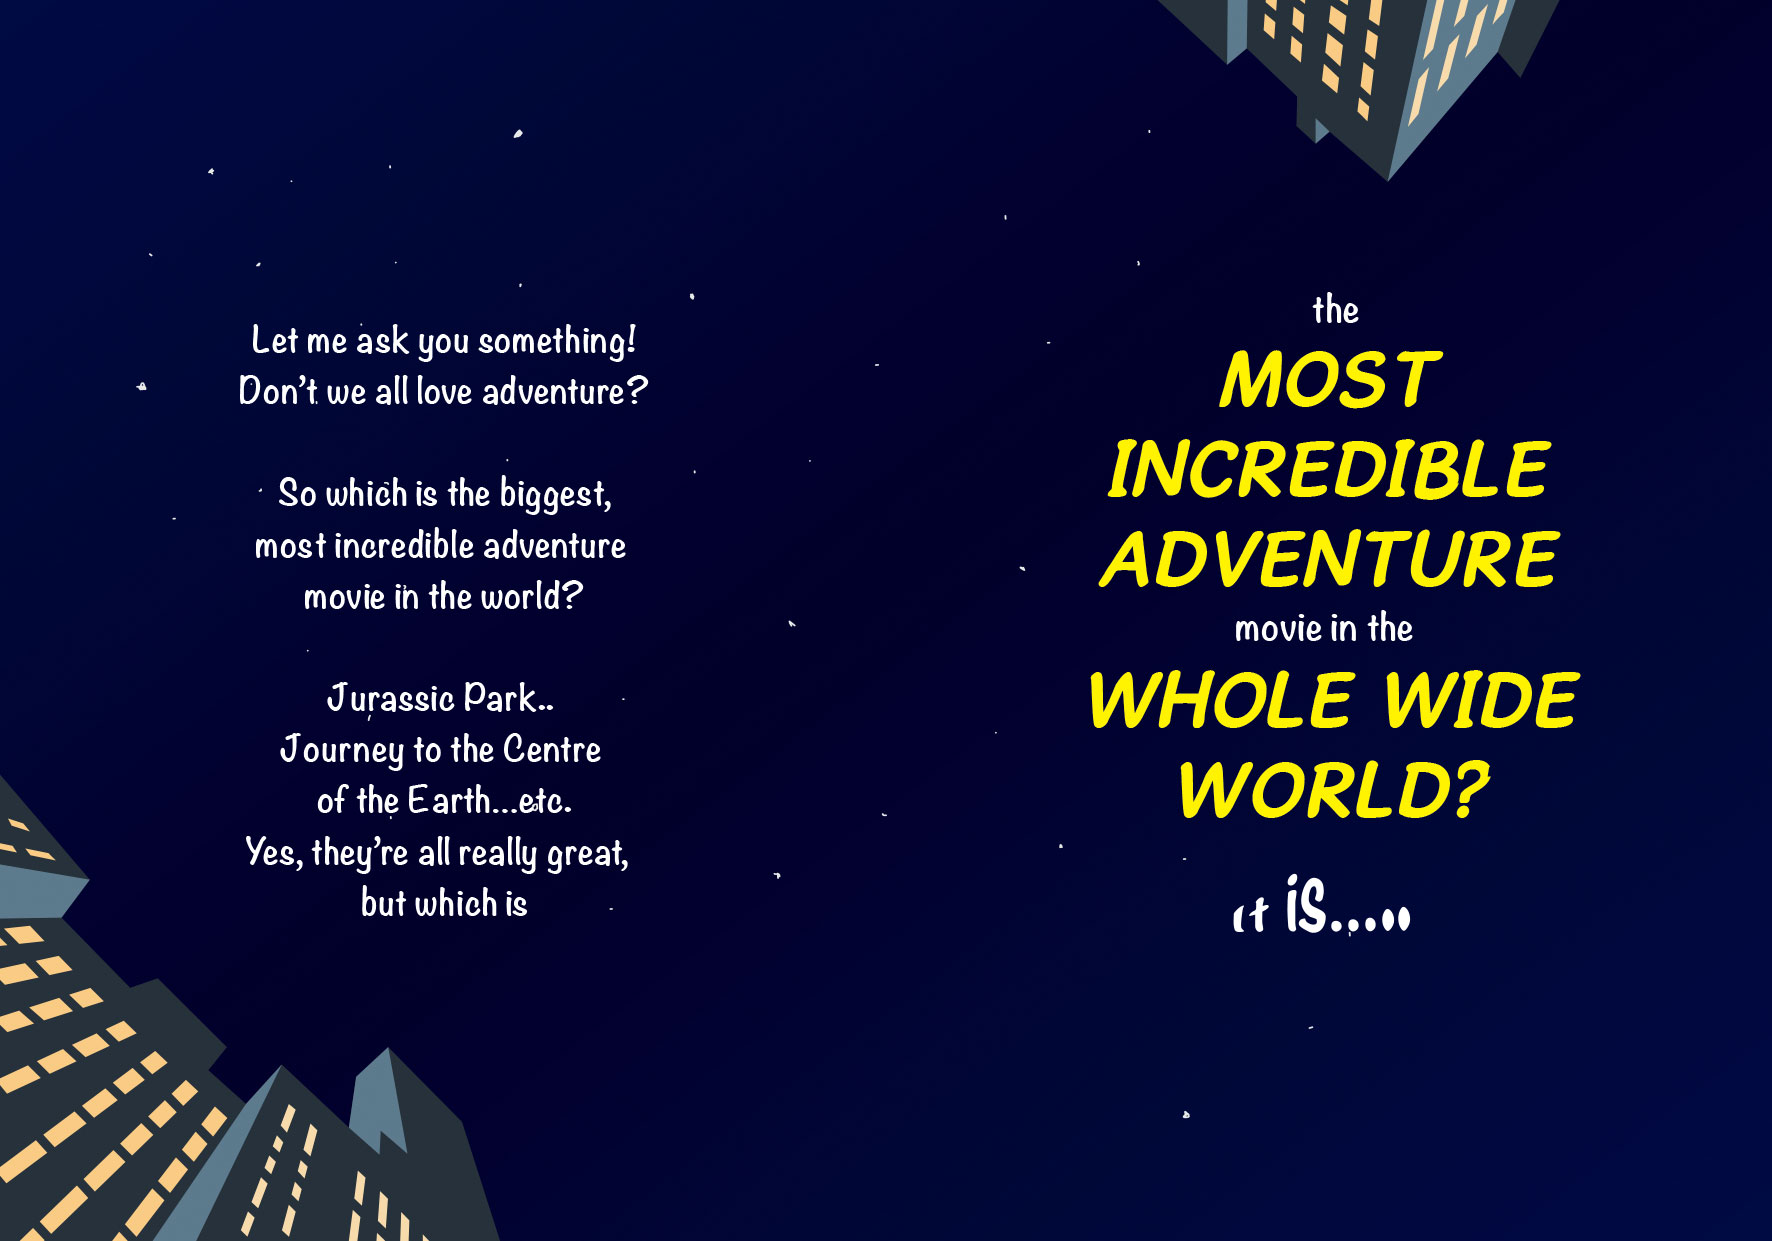 Let me ask you something!
Don't we all love adventure?
So which is the biggest,
most incredible adventure
movie in the world?
Jurassic Park..
Journey to the Centre
of the Earth...etc.
Yes, they're all really great,
but which is
the
MOST
INCREDIBLE
ADVENTURE
movie in the
WHOLE WIDE
WORLD?
it is.....